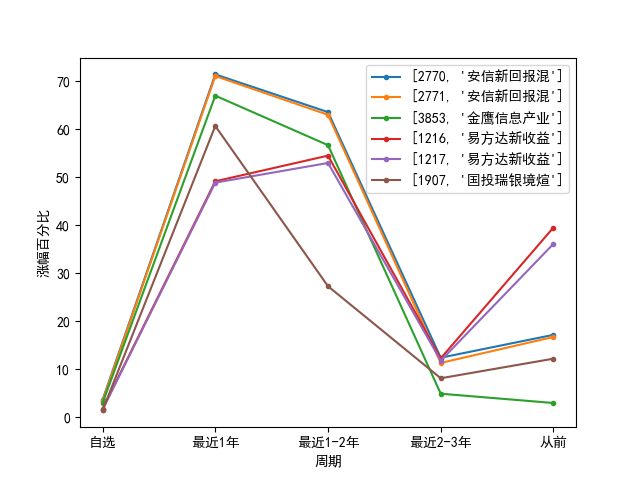 [2770, '安信新回报混']
[2771, '安信新回报混']
[3853, '金鹰信息产业']
[1216, '易方达新收益']
[1217, '易方达新收益']
[1907, '国投瑞银境煊']
涨幅百分比
70
60
50
40
30
20
10
0
自选 最近1年 最近1-2年 最近2-3年 从前
周期